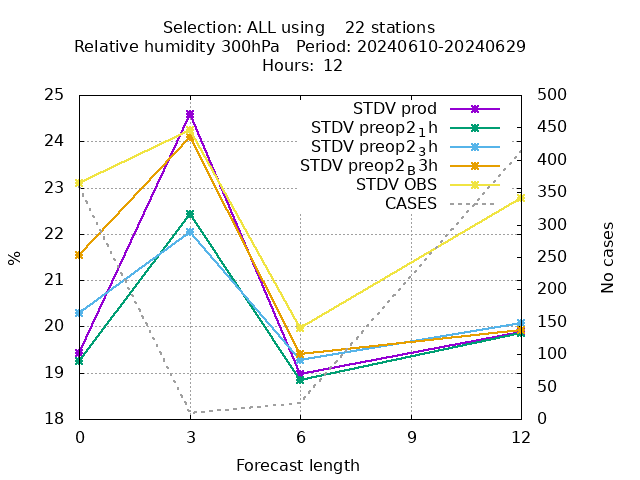 Selection: ALL using    22 stations
Relative humidity 300hPa   Period: 20240610-20240629
Hours:  12
STDV prod
STDV preop2₁h
STDV preop2₃h
STDV preop2_B3h
STDV OBS
CASES
25
24
23
22
21
20
19
18
%
500
450
400
350
300
250
200
150
100
50
0
No cases
0 3 6 9 12
Forecast length